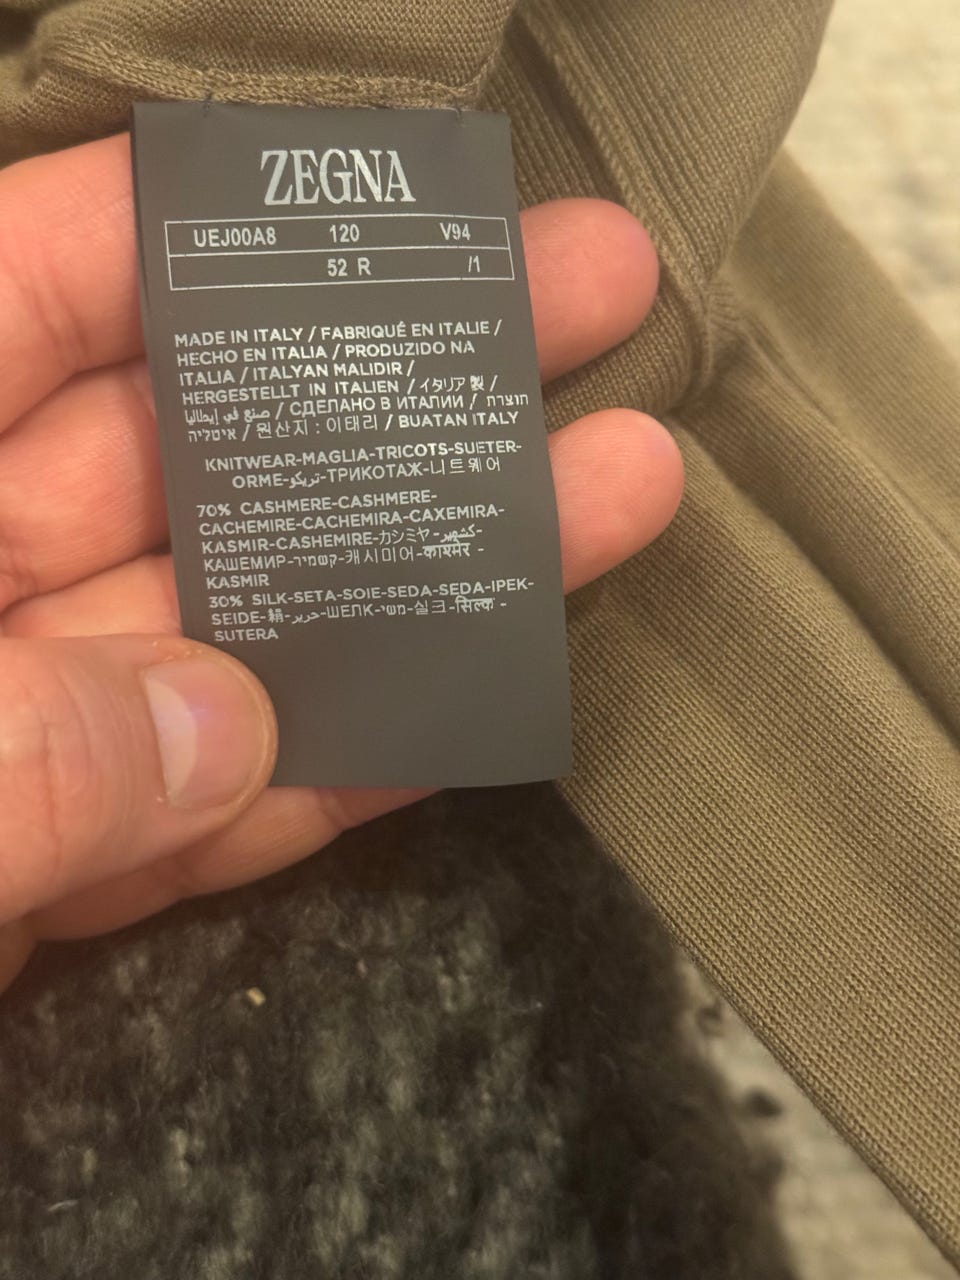 ZEGNA
UEJ00A8 120 V94
52 R /1
MADE IN ITALY / FABRIQUÉ EN ITALIE /
HECHO EN ITALIA / PRODUZIDO NA
ITALIA / ITALYAN MALIDIR /
HERGESTELLT IN ITALIEN / イタリア製 /
صنع في إيطاليا / СДЕЛАНО В ИТАЛИИ / תוצרת
איטליה / 원산지 : 이태리 / BUATAN ITALY
KNITWEAR-MAGLIA-TRICOTS-SUETER-
ORME-تريكو-ТРИКОТАЖ-니트웨어
70% CASHMERE-CASHMERE-
CACHEMIRE-CACHEMIRA-CAXEMIRA-
KASMIR-CASHEMIRE-カシミヤ-كشمير-
КАШЕМИР-קשמיר-캐시미어-काश्मीर -
KASMIR
30% SILK-SETA-SOIE-SEDA-SEDA-IPEK-
SEIDE-絹-حرير-ШЕЛК-משי-실크-सिल्क -
SUTERA